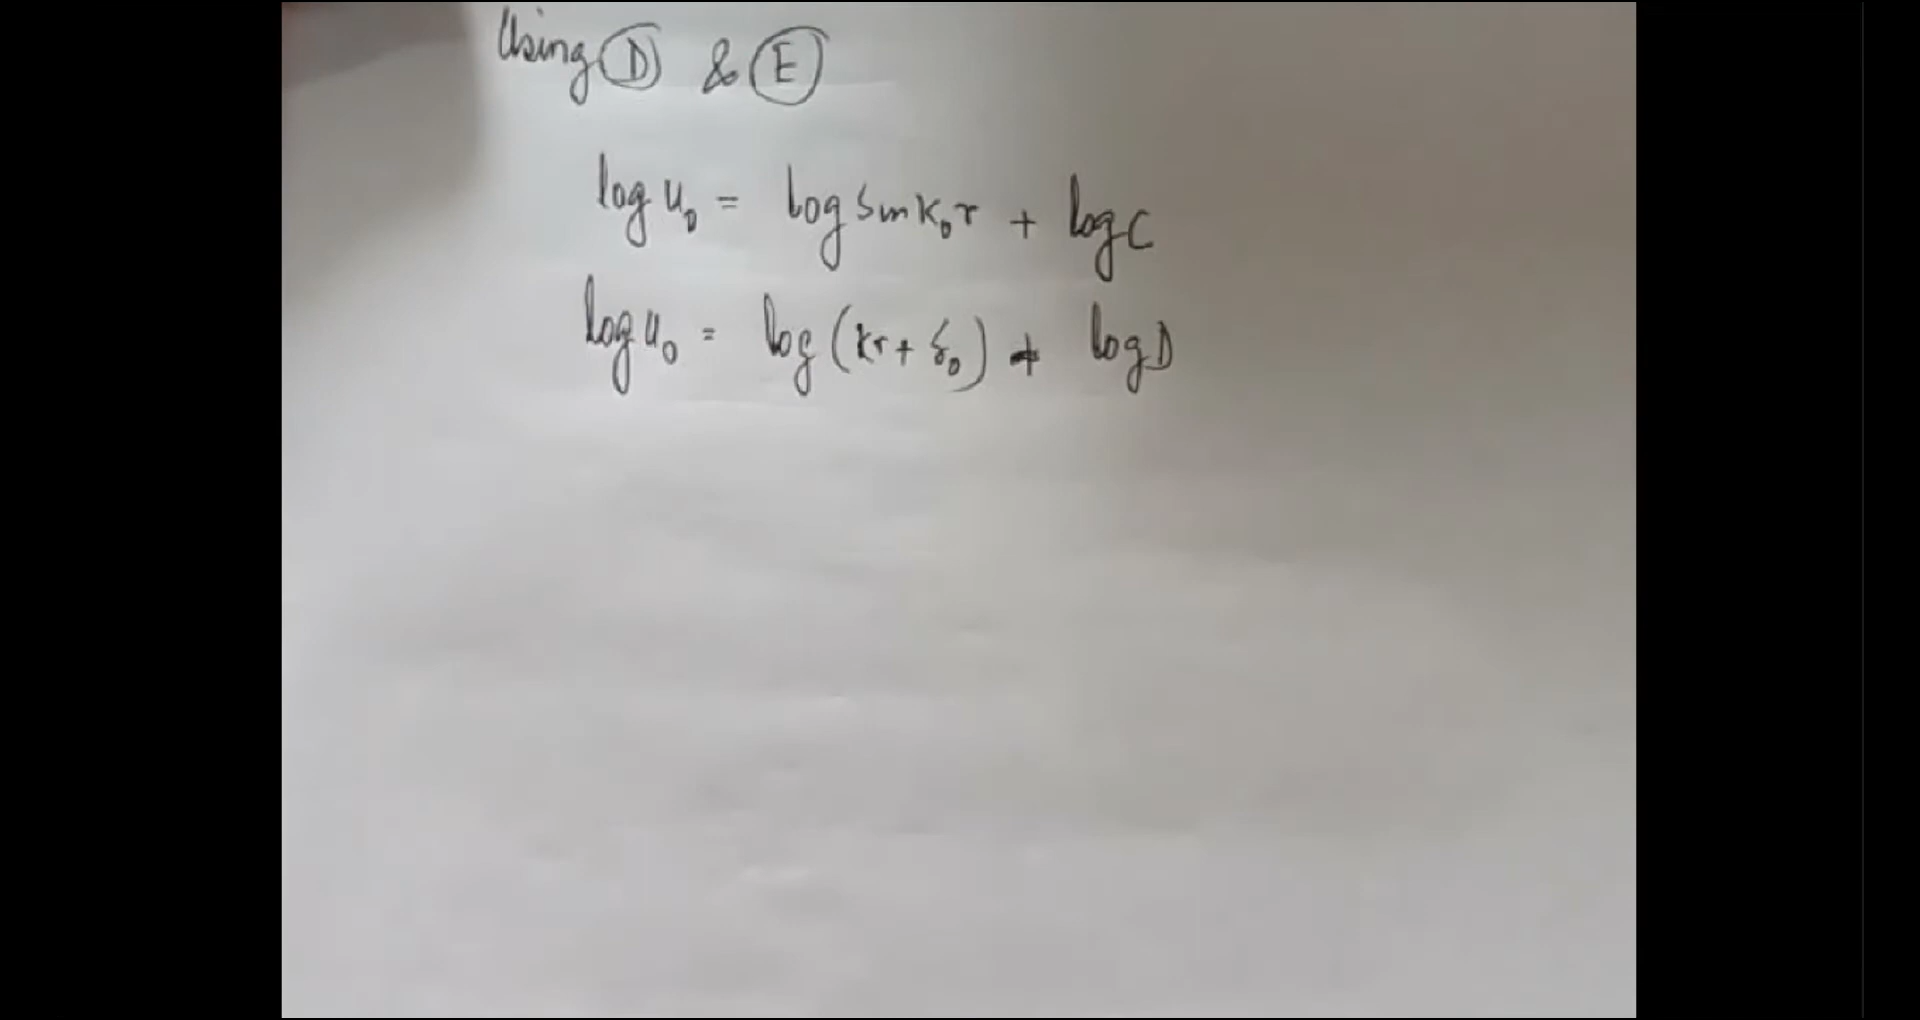 Using (D) & (E)
log u₀ = log sin k₀r + log C
log u₀ = log (kr + δ₀) + log D